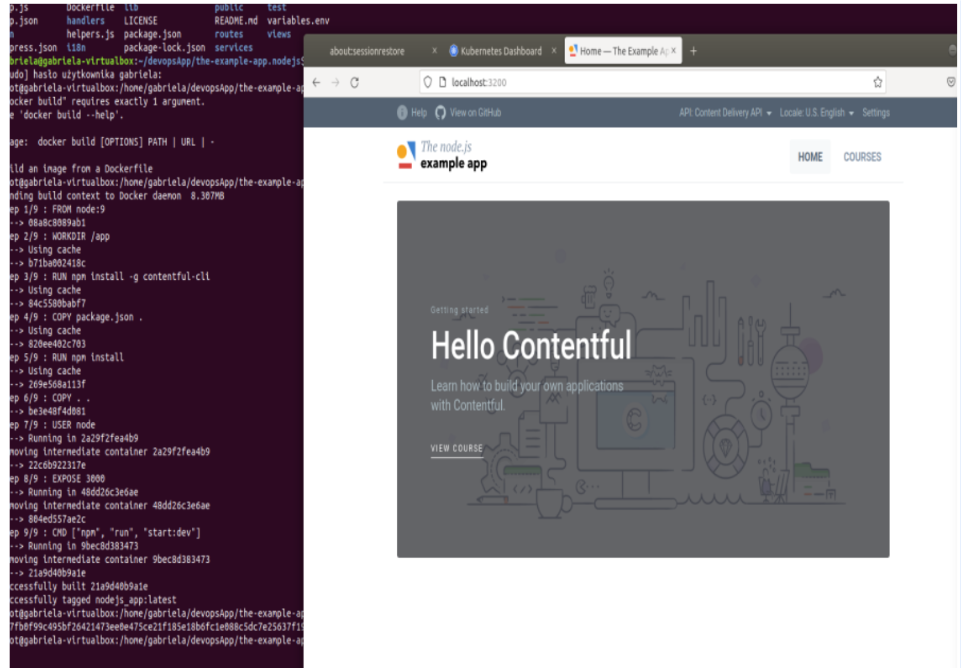 p.js Dockerfile lib public test
p.json handlers LICENSE README.md variables.env
n helpers.js package.json routes views
press.json i18n package-lock.json services
briela@gabriela-virtualbox:~/devopsApp/the-example-app.nodejs$
udo] hasło użytkownika gabriela:
ot@gabriela-virtualbox:/home/gabriela/devopsApp/the-example-ap
ocker build" requires exactly 1 argument.
e 'docker build --help'.
age: docker build [OPTIONS] PATH | URL | -
ild an image from a Dockerfile
ot@gabriela-virtualbox:/home/gabriela/devopsApp/the-example-ap
nding build context to Docker daemon 8.307MB
ep 1/9 : FROM node:9
--> 08a8c8089ab1
ep 2/9 : WORKDIR /app
--> Using cache
--> b71ba002418c
ep 3/9 : RUN npm install -g contentful-cli
--> Using cache
--> 84c5580babf7
ep 4/9 : COPY package.json .
--> Using cache
--> 820ee402c703
ep 5/9 : RUN npm install
--> Using cache
--> 269e568a113f
ep 6/9 : COPY . .
--> be3e48f4d081
ep 7/9 : USER node
--> Running in 2a29f2fea4b9
moving intermediate container 2a29f2fea4b9
--> 22c6b922317e
ep 8/9 : EXPOSE 3000
--> Running in 48dd26c3e6ae
moving intermediate container 48dd26c3e6ae
--> 804ed557ae2c
ep 9/9 : CMD ["npm", "run", "start:dev"]
--> Running in 9bec8d383473
moving intermediate container 9bec8d383473
--> 21a9d40b9a1e
ccessfully built 21a9d40b9a1e
ccessfully tagged nodejs_app:latest
ot@gabriela-virtualbox:/home/gabriela/devopsApp/the-example-ap
7fb0f99c495bf26421473ee0e475ce21f185e18b6fc1e088c5dc7e25637f19
ot@gabriela-virtualbox:/home/gabriela/devopsApp/the-example-ap
about:sessionrestore × Kubernetes Dashboard × Home — The Example Ap × +
localhost:3200
Help View on GitHub API: Content Delivery API Locale: U.S. English Settings
The node.js
example app
HOME COURSES
Getting started
Hello Contentful
Learn how to build your own applications
with Contentful.
VIEW COURSE